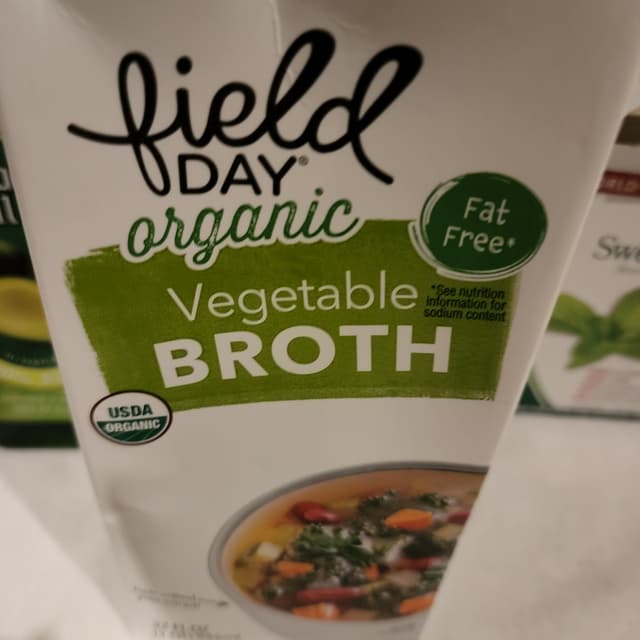 field
DAY®
organic
Fat
Free*
Vegetable
*See nutrition
information for
sodium content
BROTH
USDA
ORGANIC